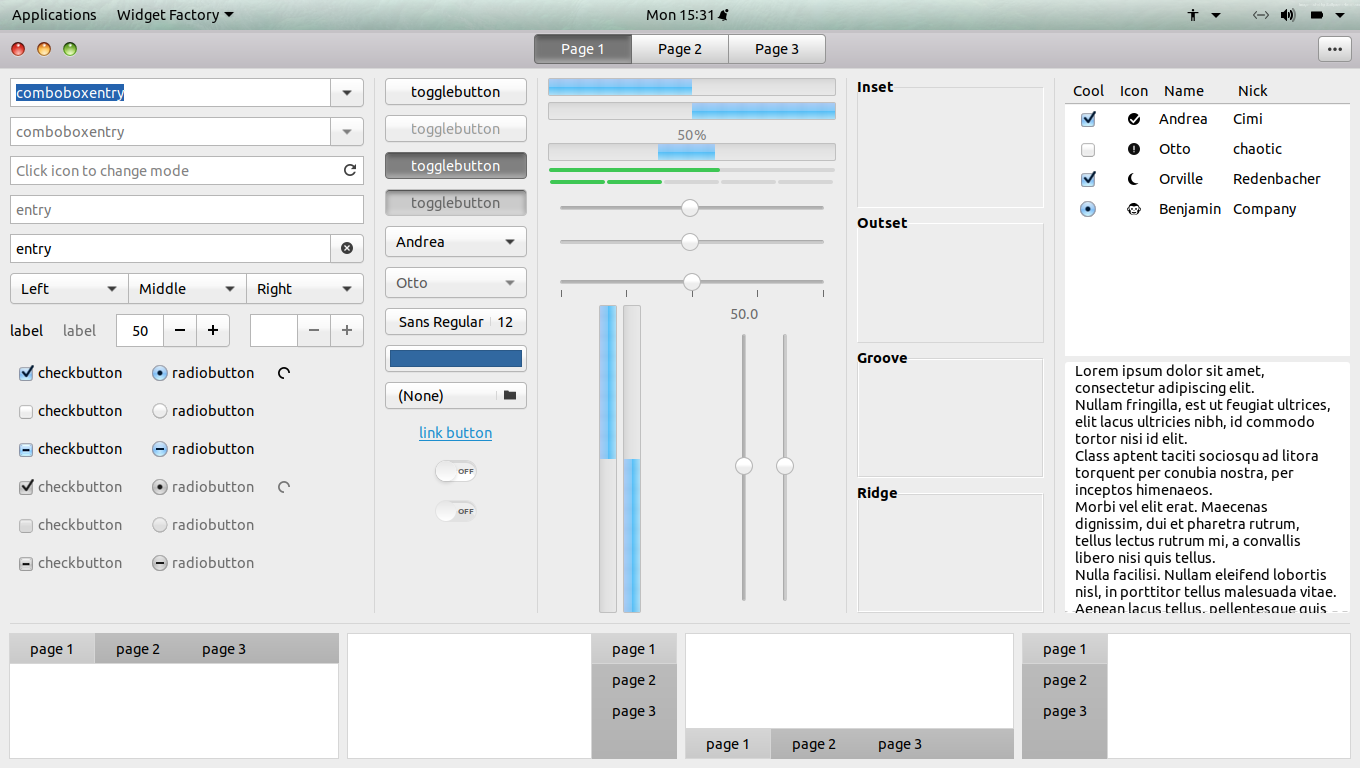 Applications Widget Factory Mon 15:31
Page 1 Page 2 Page 3
comboboxentry
comboboxentry
Click icon to change mode
entry
entry
Left Middle Right
label label 50
checkbutton radiobutton
checkbutton radiobutton
checkbutton radiobutton
checkbutton radiobutton
checkbutton radiobutton
checkbutton radiobutton
togglebutton
togglebutton
togglebutton
togglebutton
Andrea
Otto
Sans Regular 12
(None)
link button
OFF
OFF
50%
50.0
Inset
Outset
Groove
Ridge
Cool Icon Name Nick
Andrea Cimi
Otto chaotic
Orville Redenbacher
Benjamin Company
Lorem ipsum dolor sit amet,
consectetur adipiscing elit.
Nullam fringilla, est ut feugiat ultrices,
elit lacus ultricies nibh, id commodo
tortor nisi id elit.
Class aptent taciti sociosqu ad litora
torquent per conubia nostra, per
inceptos himenaeos.
Morbi vel elit erat. Maecenas
dignissim, dui et pharetra rutrum,
tellus lectus rutrum mi, a convallis
libero nisi quis tellus.
Nulla facilisi. Nullam eleifend lobortis
nisl, in porttitor tellus malesuada vitae.
Aenean lacus tellus, pellentesque quis
page 1 page 2 page 3
page 1
page 2
page 3
page 1 page 2 page 3
page 1
page 2
page 3